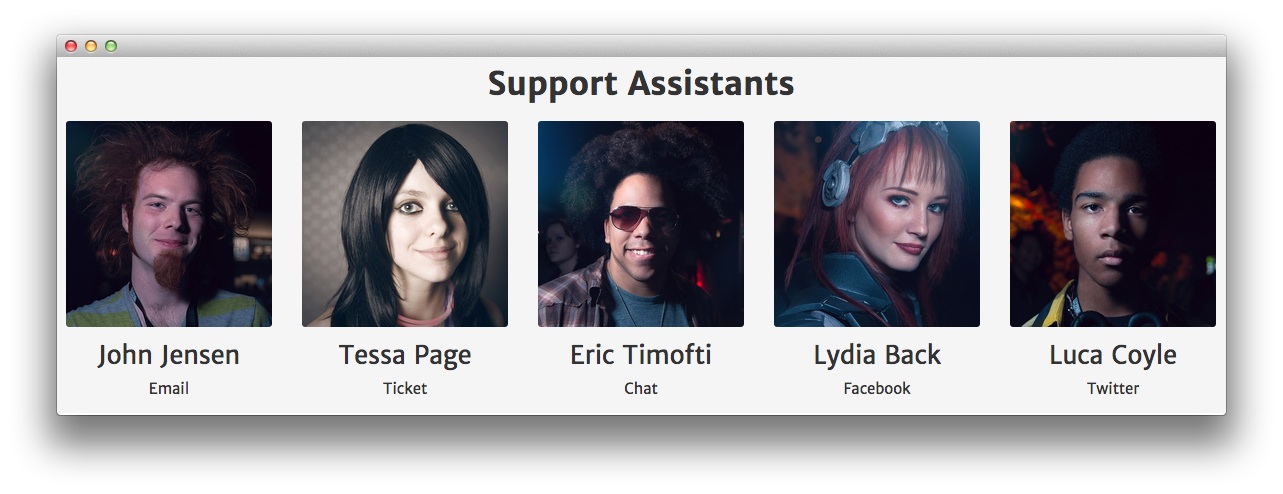 Support Assistants
John Jensen
Tessa Page
Eric Timofti
Lydia Back
Luca Coyle
Email
Ticket
Chat
Facebook
Twitter